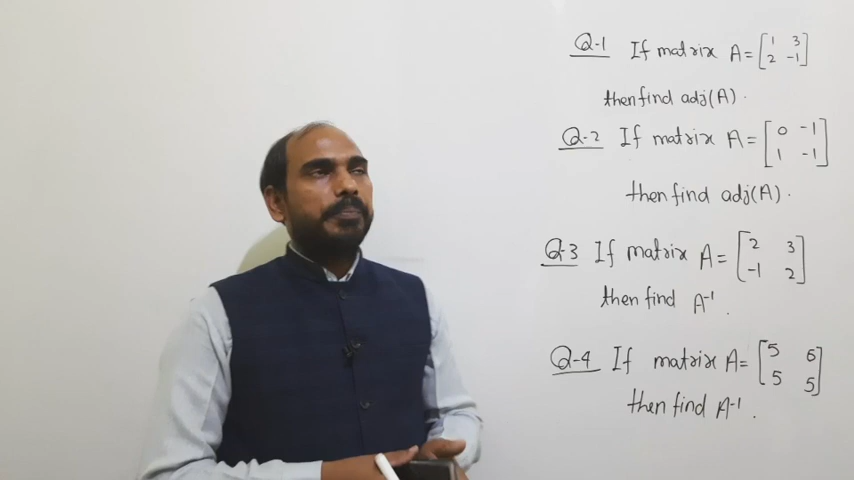 Q-1 If matrix A = [1 3
2 -1]
then find adj(A).
Q-2 If matrix A = [0 -1
1 -1]
then find adj(A).
Q-3 If matrix A = [2 3
-1 2]
then find A⁻¹.
Q-4 If matrix A = [5 6
5 5]
then find A⁻¹.